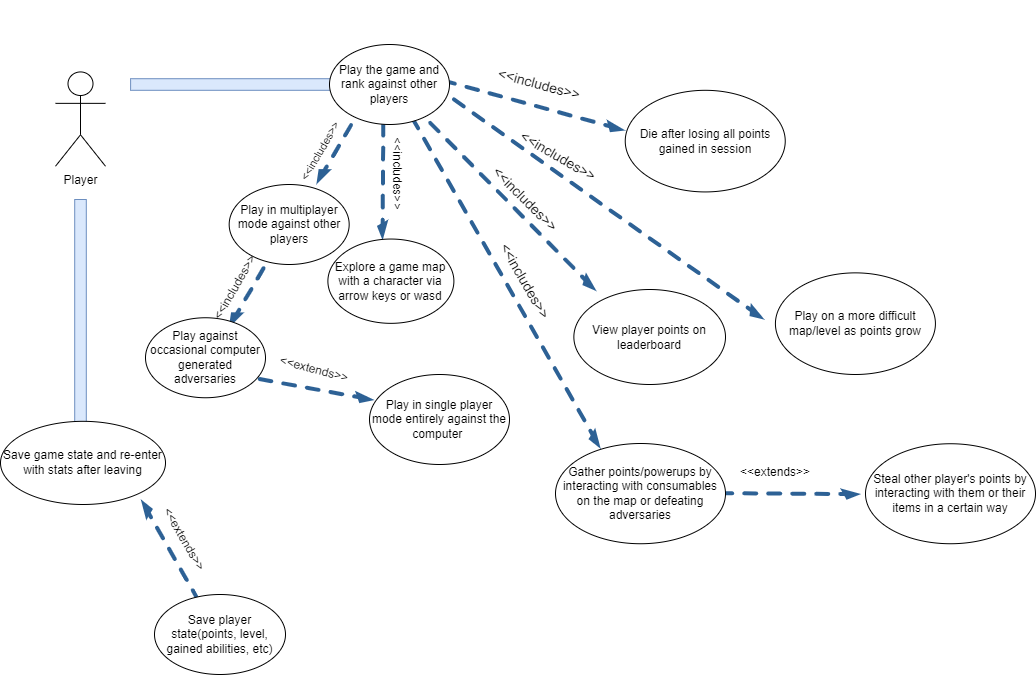 Play the game and
rank against other
players
<<includes>>
Die after losing all points
gained in session
Player
<<includes>>
<<includes>>
<<includes>>
<<includes>>
<<includes>>
Play in multiplayer
mode against other
players
Explore a game map
with a character via
arrow keys or wasd
<<includes>>
View player points on
leaderboard
Play on a more difficult
map/level as points grow
Play against
occasional computer
generated
adversaries
<<extends>>
Play in single player
mode entirely against the
computer
Save game state and re-enter
with stats after leaving
Gather points/powerups by
interacting with consumables
on the map or defeating
adversaries
<<extends>>
Steal other player's points by
interacting with them or their
items in a certain way
<<extends>>
Save player
state(points, level,
gained abilities, etc)